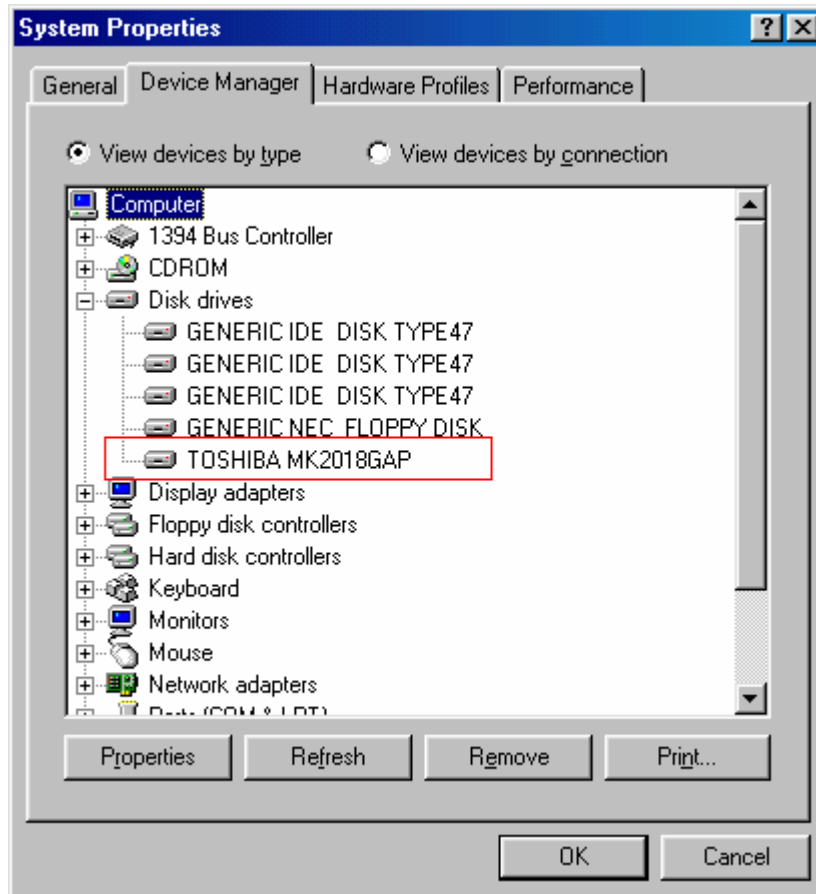 System Properties
General Device Manager Hardware Profiles Performance
View devices by type View devices by connection
Computer
1394 Bus Controller
CDROM
Disk drives
GENERIC IDE DISK TYPE47
GENERIC IDE DISK TYPE47
GENERIC IDE DISK TYPE47
GENERIC NEC FLOPPY DISK
TOSHIBA MK2018GAP
Display adapters
Floppy disk controllers
Hard disk controllers
Keyboard
Monitors
Mouse
Network adapters
Ports (COM & LPT)
Properties Refresh Remove Print...
OK Cancel